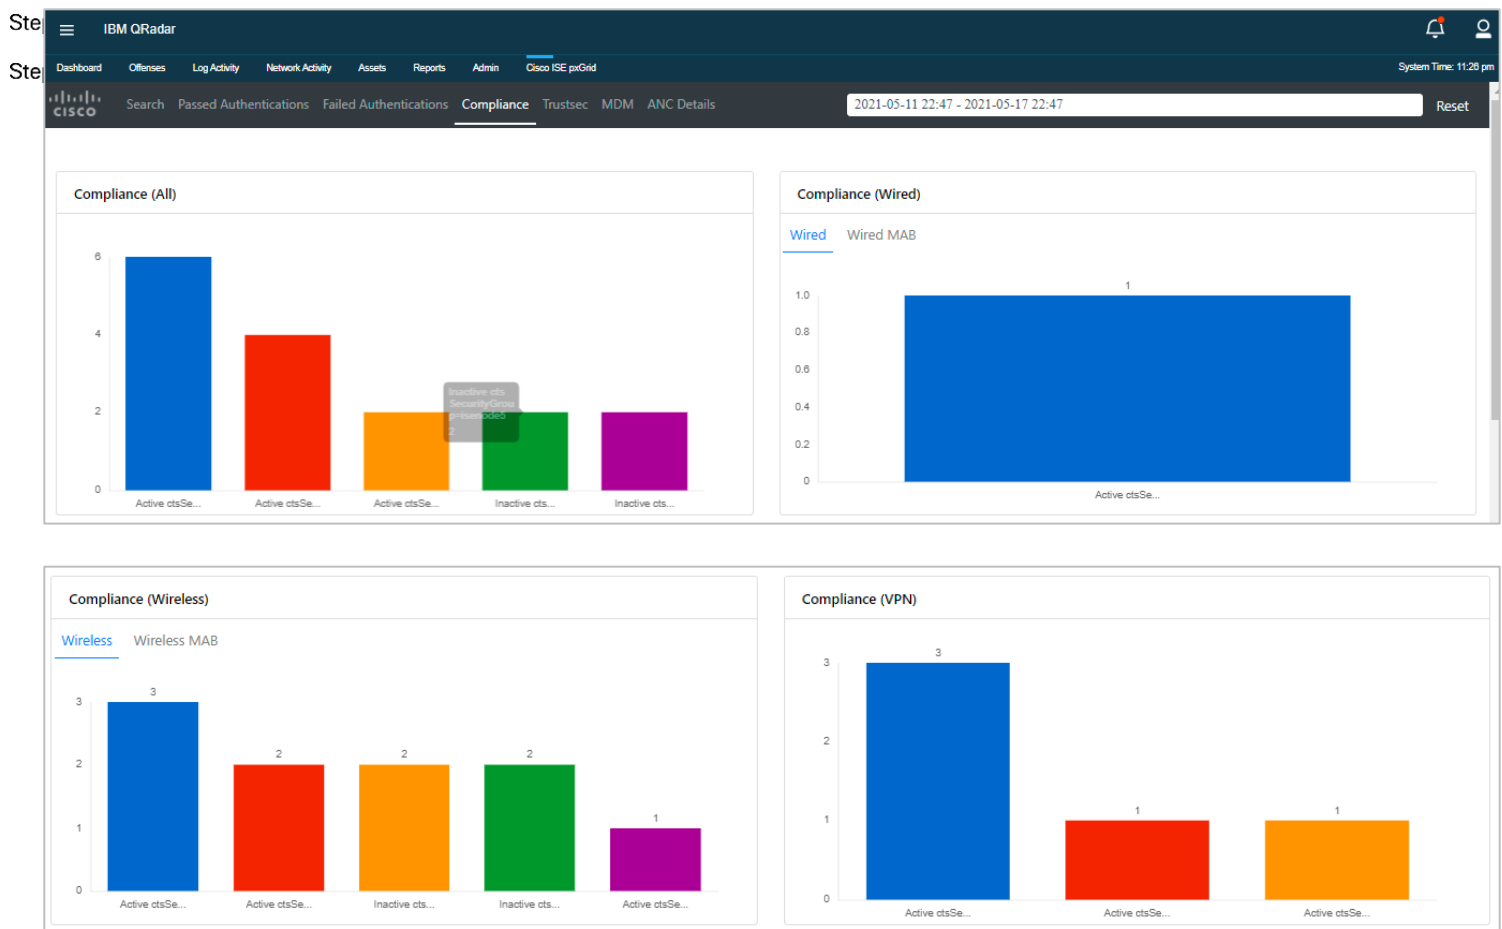 Ste
IBM QRadar
Ste
Dashboard Offenses Log Activity Network Activity Assets Reports Admin Cisco ISE pxGrid System Time: 11:26 pm
CISCO Search Passed Authentications Failed Authentications Compliance Trustsec MDM ANC Details 2021-05-11 22:47 - 2021-05-17 22:47 Reset
Compliance (All)
6
4
2
0
Inactive cts
SecurityGrou
p=isenode5
2
Active ctsSe... Active ctsSe... Active ctsSe... Inactive cts... Inactive cts...
Compliance (Wired)
Wired Wired MAB
1
1.0
0.8
0.6
0.4
0.2
0
Active ctsSe...
Compliance (Wireless)
Wireless Wireless MAB
3 2 2 2 1
3
2
1
0
Active ctsSe... Active ctsSe... Inactive cts... Inactive cts... Active ctsSe...
Compliance (VPN)
3 1 1
3
2
1
0
Active ctsSe... Active ctsSe... Active ctsSe...